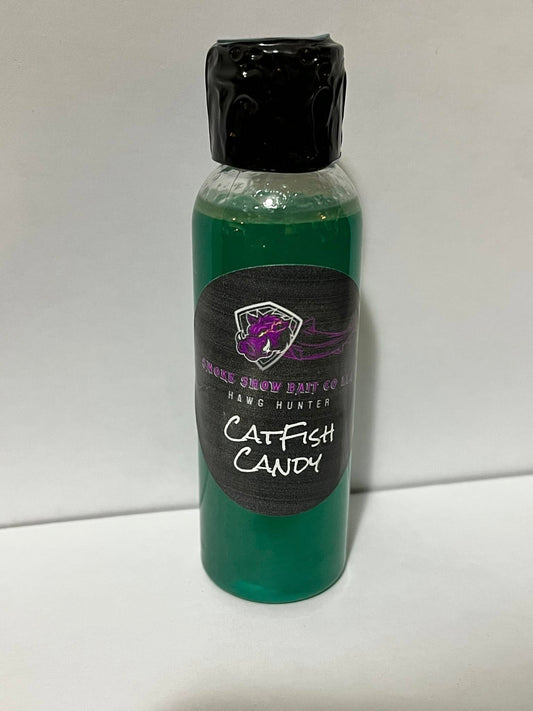 SMOKE SHOW BAIT CO LLC
HAWG HUNTER
CATFISH
CANDY